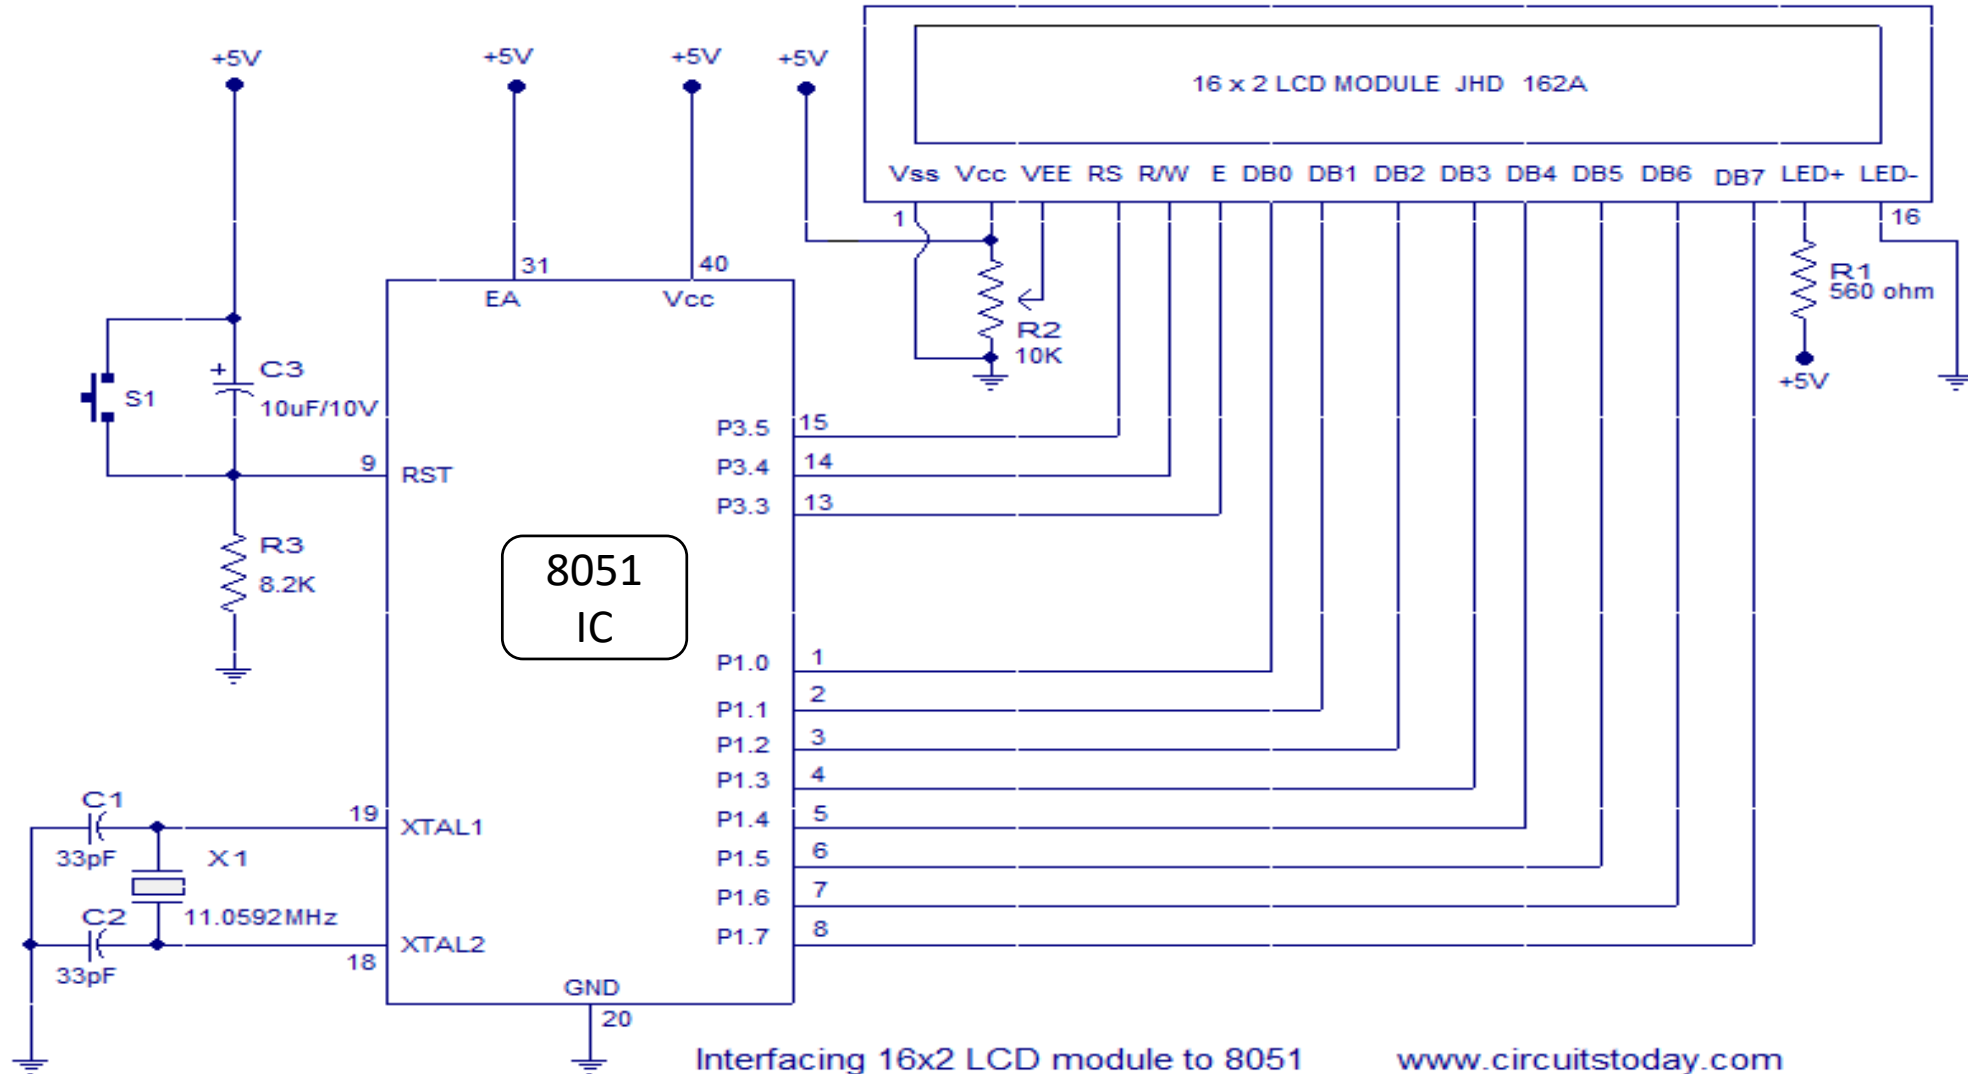 +5V
+5V
+5V
+5V
16 x 2 LCD MODULE JHD 162A
Vss Vcc VEE RS R/W E DB0 DB1 DB2 DB3 DB4 DB5 DB6 DB7 LED+ LED-
1
16
31
40
EA
Vcc
R1
560 ohm
+5V
R2
10K
C3
+
10uF/10V
S1
P3.5 15
P3.4 14
P3.3 13
9 RST
R3
8.2K
8051
IC
P1.0 1
P1.1 2
P1.2 3
P1.3 4
P1.4 5
P1.5 6
P1.6 7
P1.7 8
C1
33pF
19 XTAL1
X1
11.0592MHz
C2
33pF
18 XTAL2
GND
20
Interfacing 16x2 LCD module to 8051
www.circuitstoday.com